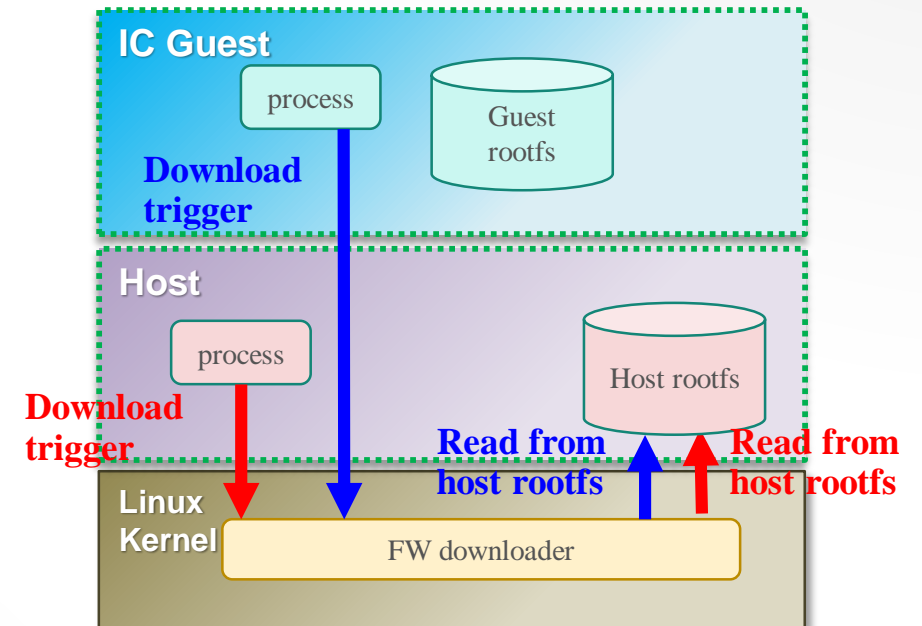 IC Guest
process
Guest
rootfs
Download
trigger
Host
process
Host rootfs
Download
trigger
Read from
host rootfs
Read from
host rootfs
Linux
Kernel
FW downloader